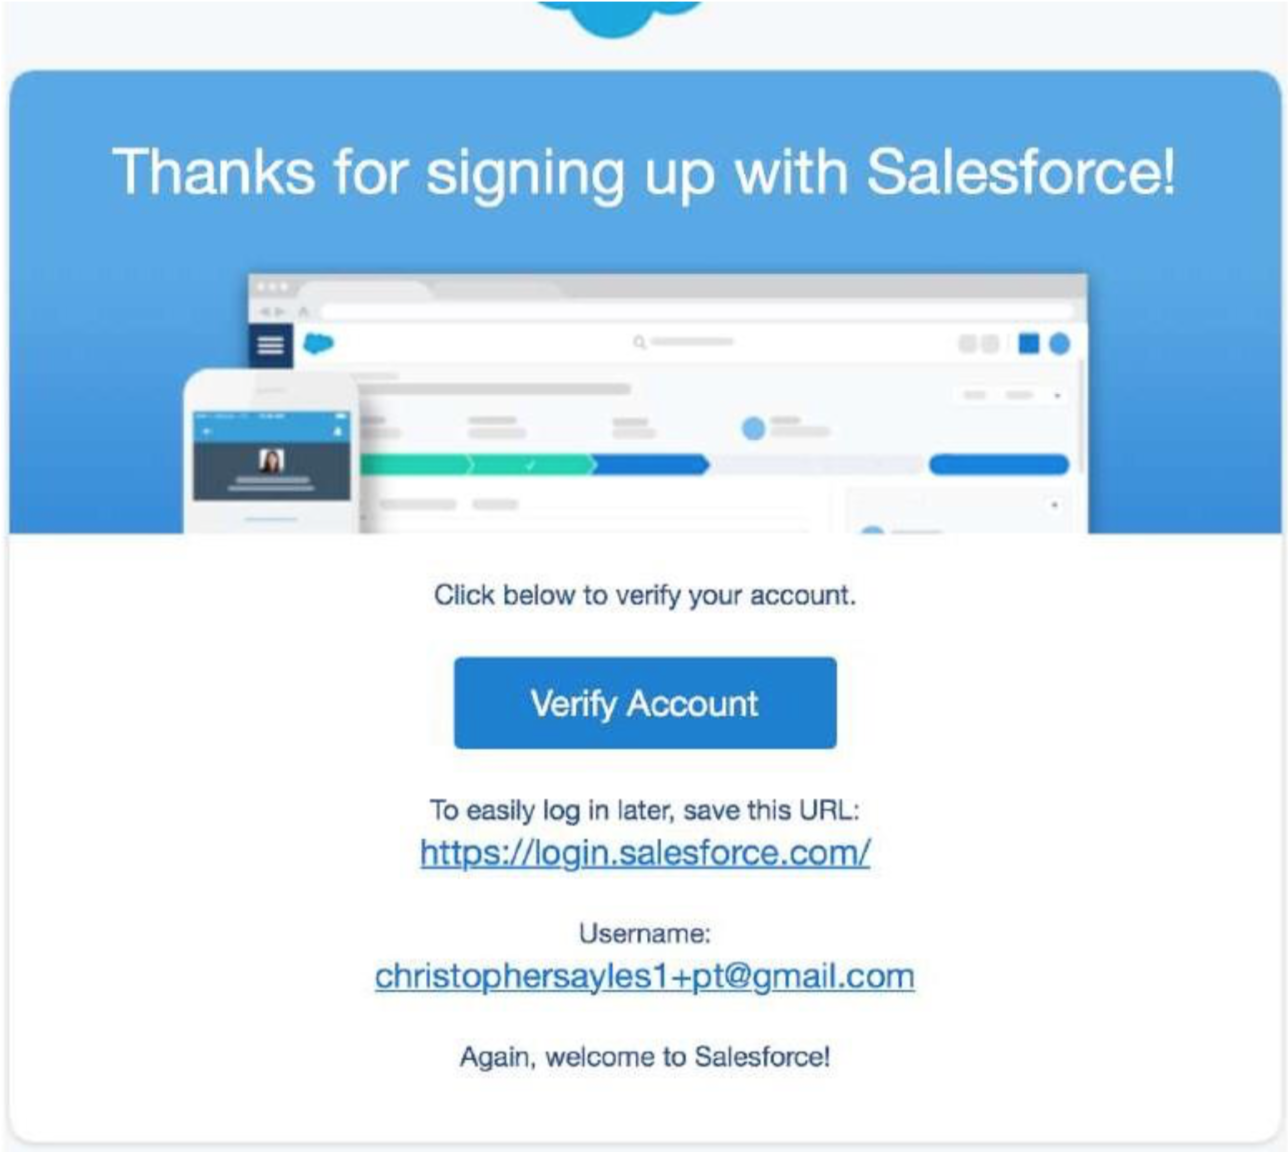 Thanks for signing up with Salesforce!
Click below to verify your account.
Verify Account
To easily log in later, save this URL:
https://login.salesforce.com/
Username:
christophersayles1+pt@gmail.com
Again, welcome to Salesforce!